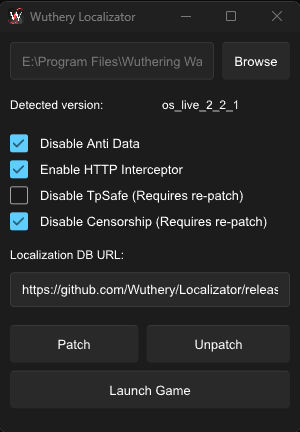 Wuthery Localizator
E:\Program Files\Wuthering Wa
Browse
Detected version: os_live_2_2_1
Disable Anti Data
Enable HTTP Interceptor
Disable TpSafe (Requires re-patch)
Disable Censorship (Requires re-patch)
Localization DB URL:
https://github.com/Wuthery/Localizator/releas
Patch
Unpatch
Launch Game